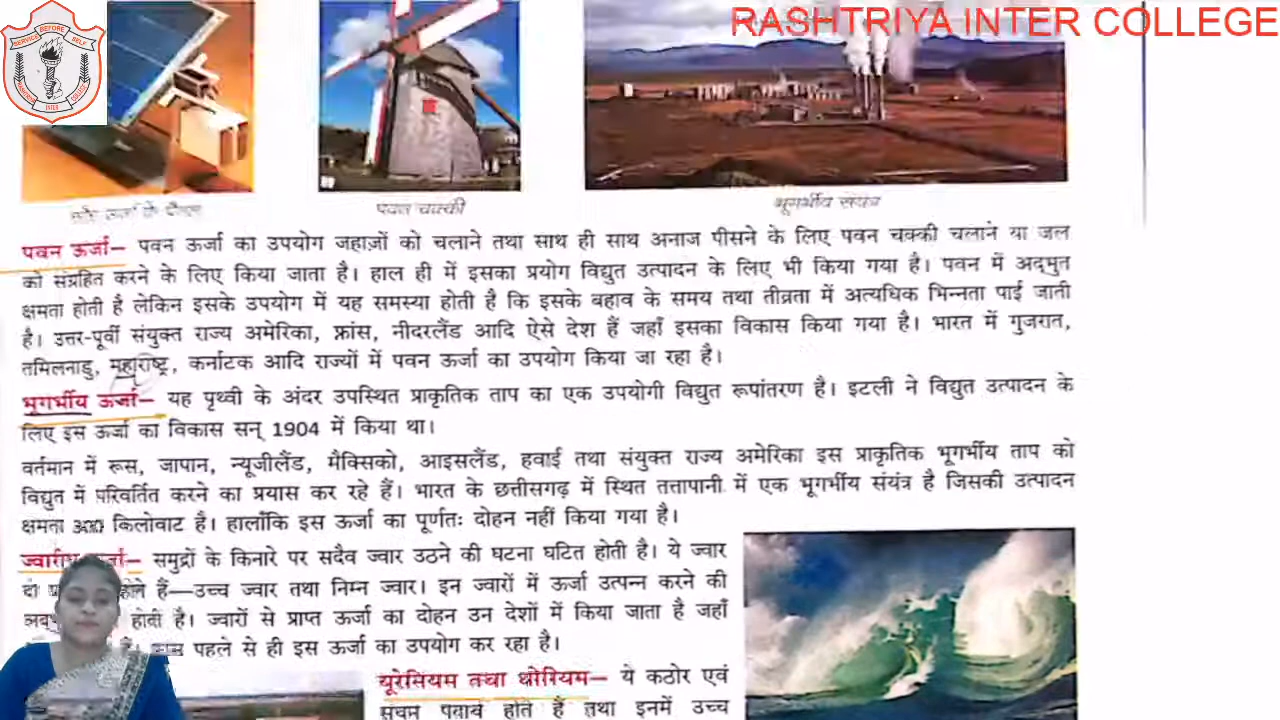 RASHTRIYA INTER COLLEGE
SERVICE BEFORE SELF
INTER
पवन चक्की
भूगर्भीय संयंत्र
पवन ऊर्जा— पवन ऊर्जा का उपयोग जहाज़ों को चलाने तथा साथ ही साथ अनाज पीसने के लिए पवन चक्की चलाने या जल
को संग्रहित करने के लिए किया जाता है। हाल ही में इसका प्रयोग विद्युत उत्पादन के लिए भी किया गया है। पवन में अद्भुत
क्षमता होती है लेकिन इसके उपयोग में यह समस्या होती है कि इसके बहाव के समय तथा तीव्रता में अत्यधिक भिन्नता पाई जाती
है। उत्तर-पूर्वी संयुक्त राज्य अमेरिका, फ्रांस, नीदरलैंड आदि ऐसे देश हैं जहाँ इसका विकास किया गया है। भारत में गुजरात,
तमिलनाडु, महाराष्ट्र, कर्नाटक आदि राज्यों में पवन ऊर्जा का उपयोग किया जा रहा है।
भूगर्भीय ऊर्जा— यह पृथ्वी के अंदर उपस्थित प्राकृतिक ताप का एक उपयोगी विद्युत रूपांतरण है। इटली ने विद्युत उत्पादन के
लिए इस ऊर्जा का विकास सन् 1904 में किया था।
वर्तमान में रूस, जापान, न्यूजीलैंड, मैक्सिको, आइसलैंड, हवाई तथा संयुक्त राज्य अमेरिका इस प्राकृतिक भूगर्भीय ताप को
विद्युत में परिवर्तित करने का प्रयास कर रहे हैं। भारत के छत्तीसगढ़ में स्थित तत्तापानी में एक भूगर्भीय संयंत्र है जिसकी उत्पादन
क्षमता 300 किलोवाट है। हालाँकि इस ऊर्जा का पूर्णतः दोहन नहीं किया गया है।
समुद्रों के किनारे पर सदैव ज्वार उठने की घटना घटित होती है। ये ज्वार
होते हैं—उच्च ज्वार तथा निम्न ज्वार। इन ज्वारों में ऊर्जा उत्पन्न करने की
होती है। ज्वारों से प्राप्त ऊर्जा का दोहन उन देशों में किया जाता है जहाँ
पहले से ही इस ऊर्जा का उपयोग कर रहा है।
यूरेनियम तथा थोरियम— ये कठोर एवं
सघन पदार्थ होते हैं तथा इनमें उच्च